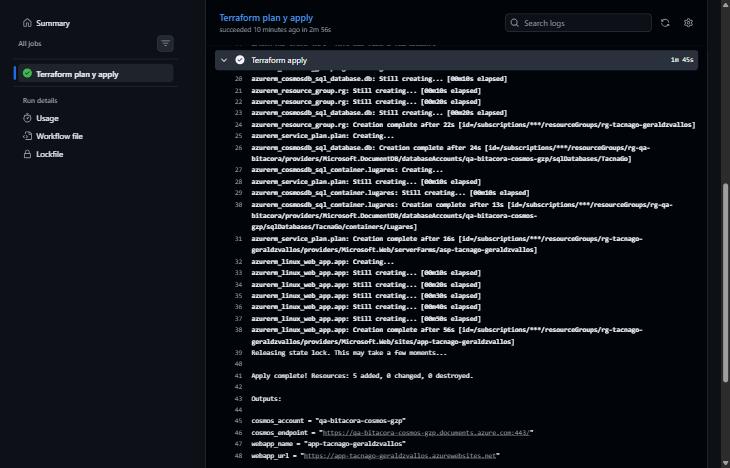 Summary
All jobs
Terraform plan y apply
Run details
Usage
Workflow file
Lockfile
Terraform plan y apply
succeeded 10 minutes ago in 2m 56s
Search logs
Terraform apply
1m 45s
20 azurerm_cosmosdb_sql_database.db: Still creating... [00m10s elapsed]
21 azurerm_resource_group.rg: Still creating... [00m10s elapsed]
22 azurerm_resource_group.rg: Still creating... [00m20s elapsed]
23 azurerm_cosmosdb_sql_database.db: Still creating... [00m20s elapsed]
24 azurerm_resource_group.rg: Creation complete after 22s [id=/subscriptions/***/resourceGroups/rg-tacnago-geraldzvallos]
25 azurerm_service_plan.plan: Creating...
26 azurerm_cosmosdb_sql_database.db: Creation complete after 24s [id=/subscriptions/***/resourceGroups/rg-qa-
bitacora/providers/Microsoft.DocumentDB/databaseAccounts/qa-bitacora-cosmos-gzp/sqlDatabases/TacnaGo]
27 azurerm_cosmosdb_sql_container.lugares: Creating...
28 azurerm_service_plan.plan: Still creating... [00m10s elapsed]
29 azurerm_cosmosdb_sql_container.lugares: Still creating... [00m10s elapsed]
30 azurerm_cosmosdb_sql_container.lugares: Creation complete after 13s [id=/subscriptions/***/resourceGroups/rg-qa-
bitacora/providers/Microsoft.DocumentDB/databaseAccounts/qa-bitacora-cosmos-
gzp/sqlDatabases/TacnaGo/containers/Lugares]
31 azurerm_service_plan.plan: Creation complete after 16s [id=/subscriptions/***/resourceGroups/rg-tacnago-
geraldzvallos/providers/Microsoft.Web/serverFarms/asp-tacnago-geraldzvallos]
32 azurerm_linux_web_app.app: Creating...
33 azurerm_linux_web_app.app: Still creating... [00m10s elapsed]
34 azurerm_linux_web_app.app: Still creating... [00m20s elapsed]
35 azurerm_linux_web_app.app: Still creating... [00m30s elapsed]
36 azurerm_linux_web_app.app: Still creating... [00m40s elapsed]
37 azurerm_linux_web_app.app: Still creating... [00m50s elapsed]
38 azurerm_linux_web_app.app: Creation complete after 56s [id=/subscriptions/***/resourceGroups/rg-tacnago-
geraldzvallos/providers/Microsoft.Web/sites/app-tacnago-geraldzvallos]
39 Releasing state lock. This may take a few moments...
40
41 Apply complete! Resources: 5 added, 0 changed, 0 destroyed.
42
43 Outputs:
44
45 cosmos_account = "qa-bitacora-cosmos-gzp"
46 cosmos_endpoint = "https://qa-bitacora-cosmos-gzp.documents.azure.com:443/"
47 webapp_name = "app-tacnago-geraldzvallos"
48 webapp_url = "https://app-tacnago-geraldzvallos.azurewebsites.net"